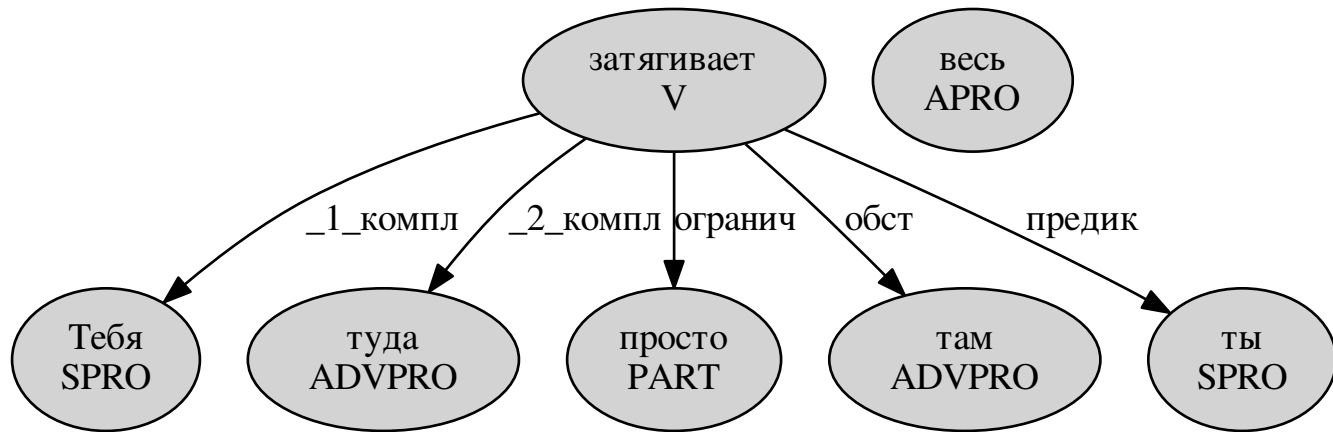 затягивает
V
весь
APRO
_1_компл
_2_компл
огранич
обст
предик
Тебя
SPRO
туда
ADVPRO
просто
PART
там
ADVPRO
ты
SPRO